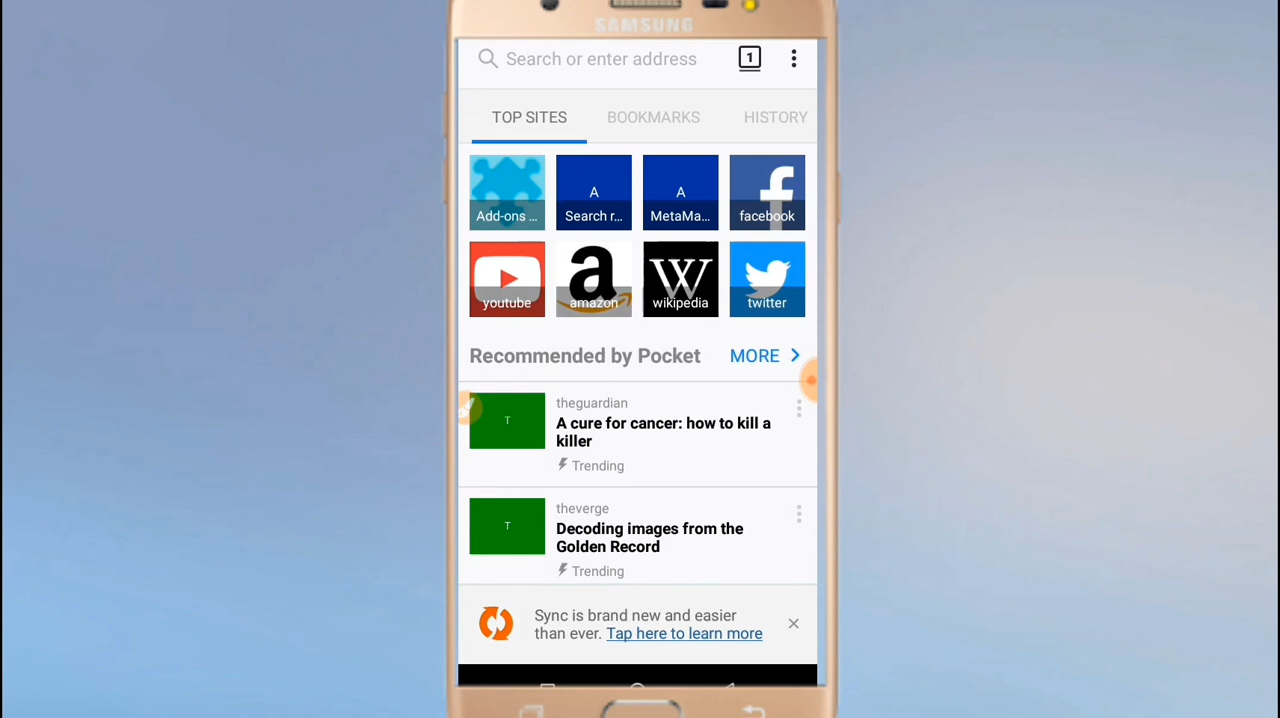 SAMSUNG
Search or enter address
1
TOP SITES
BOOKMARKS
HISTORY
Add-ons ...
A
Search r...
A
MetaMa...
facebook
youtube
a
amazon
W
wikipedia
twitter
Recommended by Pocket
MORE
T
theguardian
A cure for cancer: how to kill a
killer
Trending
T
theverge
Decoding images from the
Golden Record
Trending
Sync is brand new and easier
than ever. Tap here to learn more